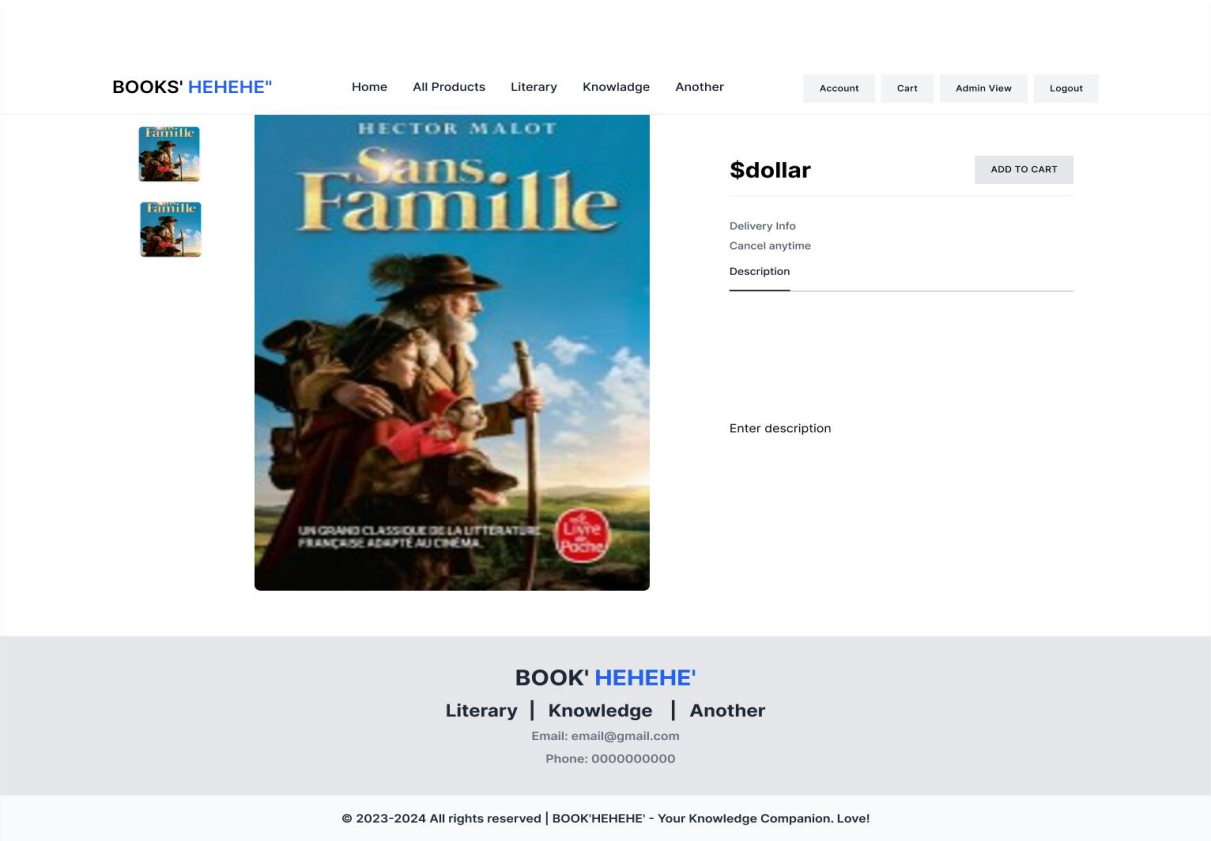 BOOKS' HEHEHE"
Home All Products Literary Knowladge Another
Account Cart Admin View Logout
Famille
Famille
HECTOR MALOT
Sans
Famille
UN GRAND CLASSIQUE DE LA LITTÉRATURE
FRANÇAISE ADAPTÉ AU CINÉMA.
Le
Livre
de
Poche
$dollar
ADD TO CART
Delivery Info
Cancel anytime
Description
Enter description
BOOK' HEHEHE'
Literary | Knowledge | Another
Email: email@gmail.com
Phone: 0000000000
© 2023-2024 All rights reserved | BOOK'HEHEHE' - Your Knowledge Companion. Love!